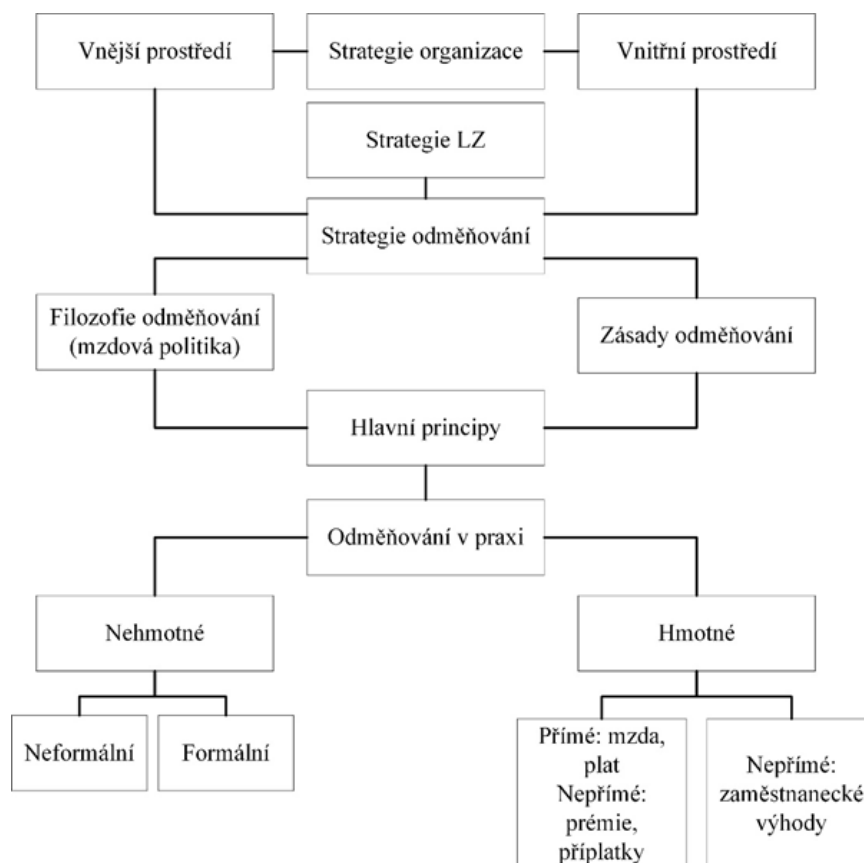 Vnější prostředí
Strategie organizace
Vnitřní prostředí
Strategie LZ
Strategie odměňování
Filozofie odměňování
(mzdová politika)
Zásady odměňování
Hlavní principy
Odměňování v praxi
Nehmotné
Hmotné
Neformální
Formální
Přímé: mzda,
plat
Nepřímé:
prémie,
příplatky
Nepřímé:
zaměstnanecké
výhody